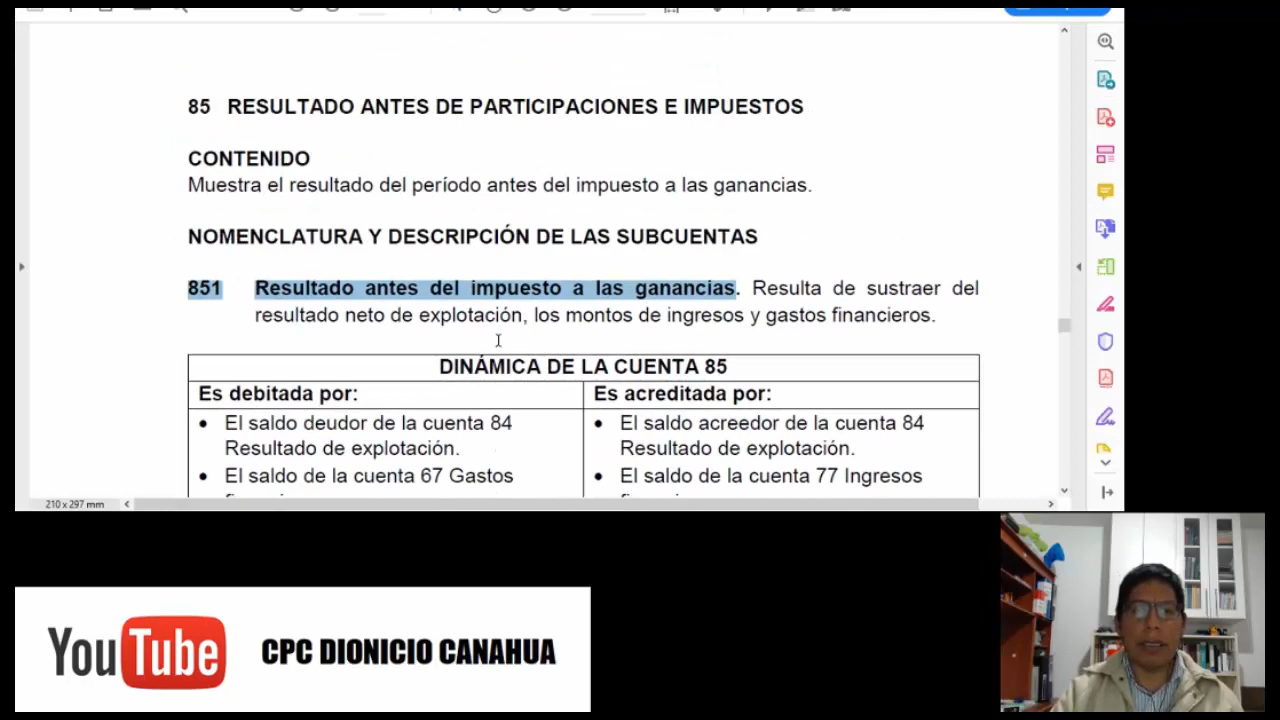 85 RESULTADO ANTES DE PARTICIPACIONES E IMPUESTOS
CONTENIDO
Muestra el resultado del período antes del impuesto a las ganancias.
NOMENCLATURA Y DESCRIPCIÓN DE LAS SUBCUENTAS
851 Resultado antes del impuesto a las ganancias. Resulta de sustraer del
resultado neto de explotación, los montos de ingresos y gastos financieros.
DINÁMICA DE LA CUENTA 85
Es debitada por:
• El saldo deudor de la cuenta 84
Resultado de explotación.
• El saldo de la cuenta 67 Gastos
Es acreditada por:
• El saldo acreedor de la cuenta 84
Resultado de explotación.
• El saldo de la cuenta 77 Ingresos
210 x 297 mm
YouTube CPC DIONICIO CANAHUA